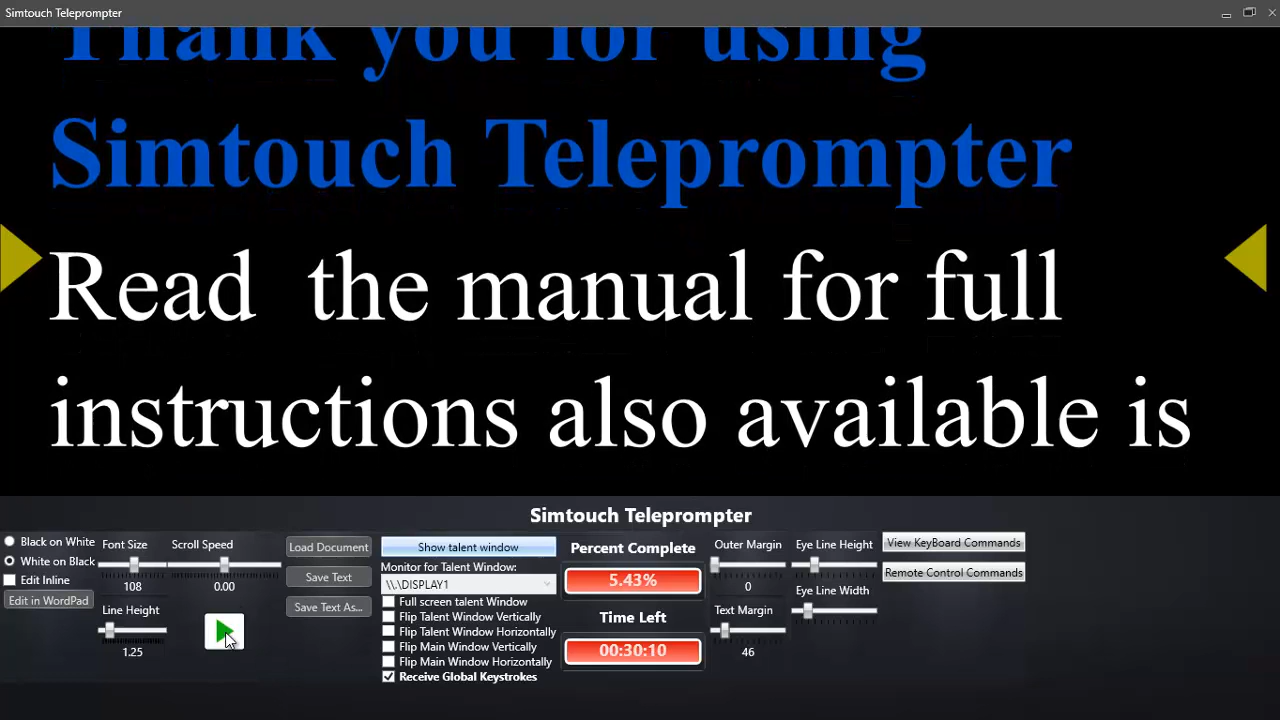 Simtouch Teleprompter
Thank you for using
Simtouch Teleprompter
Read  the manual for full
instructions also available is
Simtouch Teleprompter
Black on White
White on Black
Edit Inline
Edit in WordPad
Font Size
108
Line Height
1.25
Scroll Speed
0.00
Load Document
Save Text
Save Text As...
Show talent window
Monitor for Talent Window:
\\.\DISPLAY1
Full screen talent Window
Flip Talent Window Vertically
Flip Talent Window Horizontally
Flip Main Window Vertically
Flip Main Window Horizontally
Receive Global Keystrokes
Percent Complete
5.43%
Time Left
00:30:10
Outer Margin
0
Text Margin
46
Eye Line Height
Eye Line Width
View KeyBoard Commands
Remote Control Commands